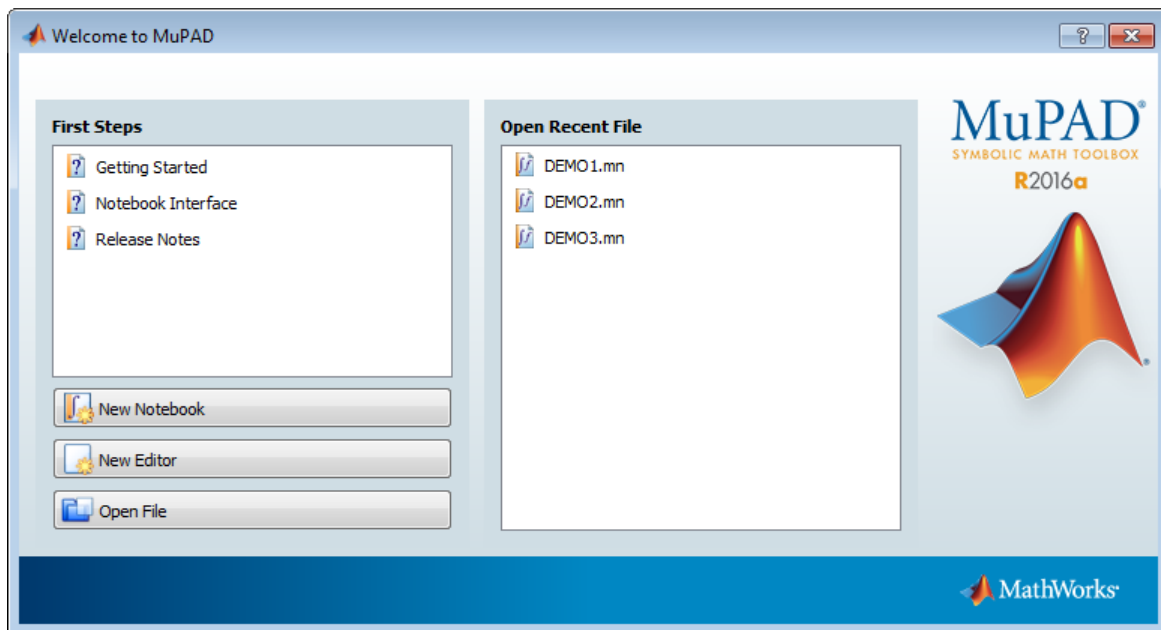 Welcome to MuPAD
First Steps
Getting Started
Notebook Interface
Release Notes
New Notebook
New Editor
Open File
Open Recent File
DEMO1.mn
DEMO2.mn
DEMO3.mn
MuPAD®
SYMBOLIC MATH TOOLBOX
R2016a
MathWorks®